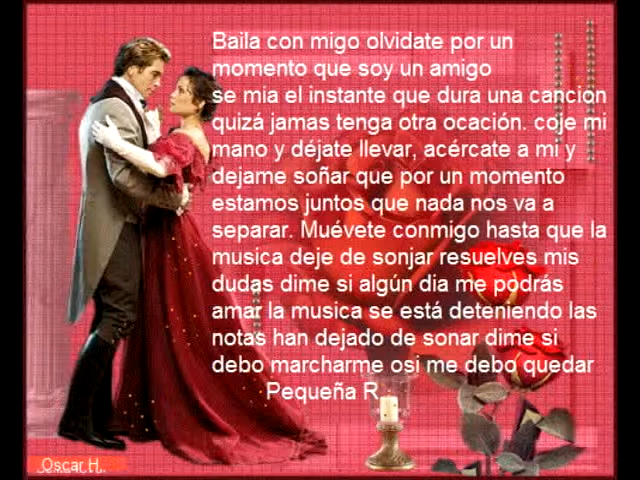 Baila con migo olvidate por un
momento que soy un amigo
se mia el instante que dura una canción
quizá jamas tenga otra ocación. coje mi
mano y déjate llevar, acércate a mi y
dejame soñar que por un momento
estamos juntos que nada nos va a
separar. Muévete conmigo hasta que la
musica deje de sonjar resuelves mis
dudas dime si algún dia me podrás
amar la musica se está deteniendo las
notas han dejado de sonar dime si
debo marcharme osi me debo quedar
Pequeña R
Oscar H.